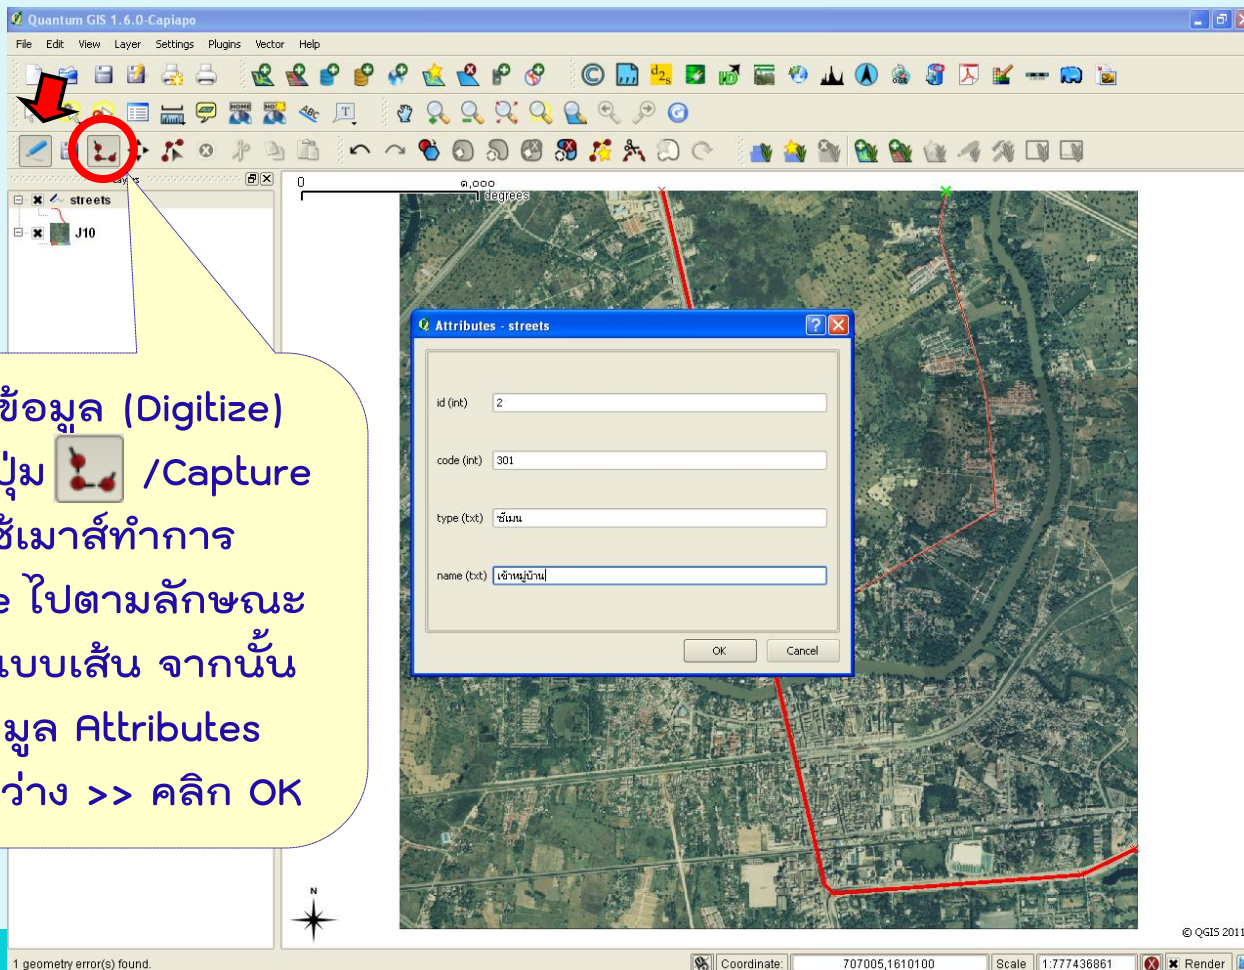 Quantum GIS 1.6.0-Capiapo
File Edit View Layer Settings Plugins Vector Help
streets
J10
0 ๑,๐๐๐
degrees
Attributes - streets
id (int) 2
code (int) 301
type (txt) ซีเมน
name (txt) เข้าหมู่บ้าน
OK Cancel
ข้อมูล (Digitize)
ปุ่ม /Capture
ช้เมาส์ทำการ
e ไปตามลักษณะ
แบบเส้น จากนั้น
มูล Attributes
ว่าง >> คลิก OK
N
© QGIS 2011
1 geometry error(s) found.
Coordinate: 707005,1610100 Scale 1:777436861 Render